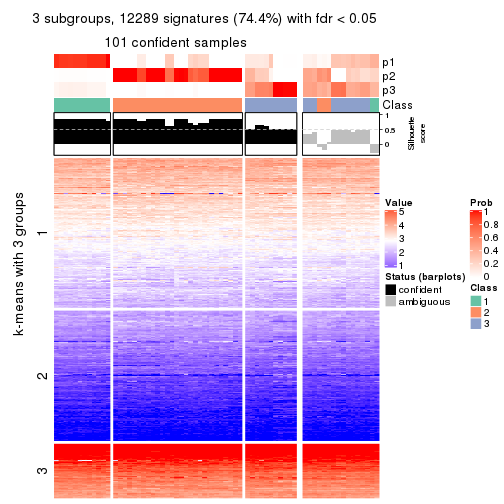 3 subgroups, 12289 signatures (74.4%) with fdr < 0.05
101 confident samples
p1
p2
p3
Class
1
0.5
0
Silhouette
score
k-means with 3 groups
1
2
3
Value
5
4
3
2
1
Status (barplots)
confident
ambiguous
Prob
1
0.8
0.6
0.4
0.2
0
Class
1
2
3